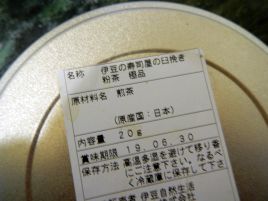 名称 伊豆の寿司屋の臼挽き
粉茶 極品
原材料名 煎茶
(原産国:日本)
内容量 20g
賞味期限 19.06.30
保存方法 高温多湿を避けて移り香
にご注意下さい。なるべ
く冷蔵庫に保存して下さ
伊豆自然生活